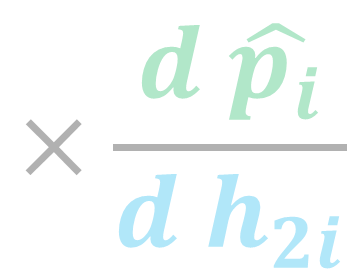 × d p̂ᵢ
d h₂ᵢ